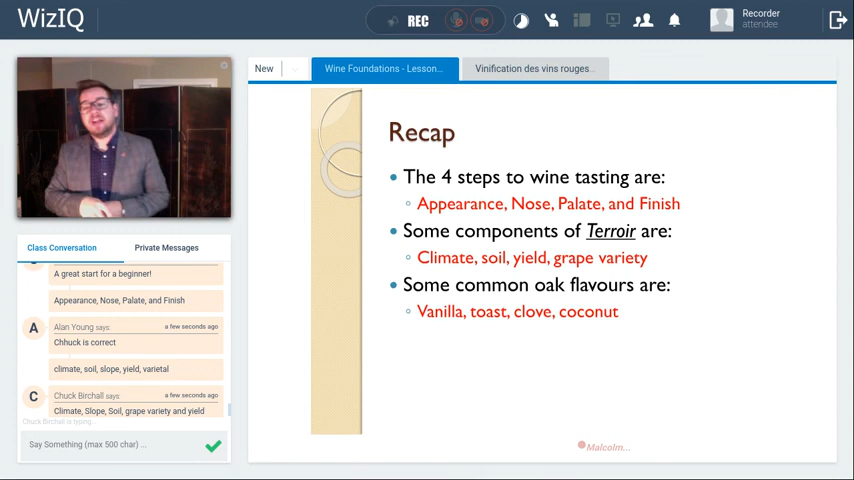 WizIQ
REC
Recorder
attendee
New
Wine Foundations - Lesson...
Vinification des vins rouges...
Recap
The 4 steps to wine tasting are:
Appearance, Nose, Palate, and Finish
Some components of Terroir are:
Climate, soil, yield, grape variety
Some common oak flavours are:
Vanilla, toast, clove, coconut
Malcolm...
Class Conversation
Private Messages
A great start for a beginner!
Appearance, Nose, Palate, and Finish
A
Alan Young says: a few seconds ago
Chhuck is correct
climate, soil, slope, yield, varietal
C
Chuck Birchall says: a few seconds ago
Climate, Slope, Soil, grape variety and yield
Chuck Birchall is typing...
Say Something (max 500 char) ...